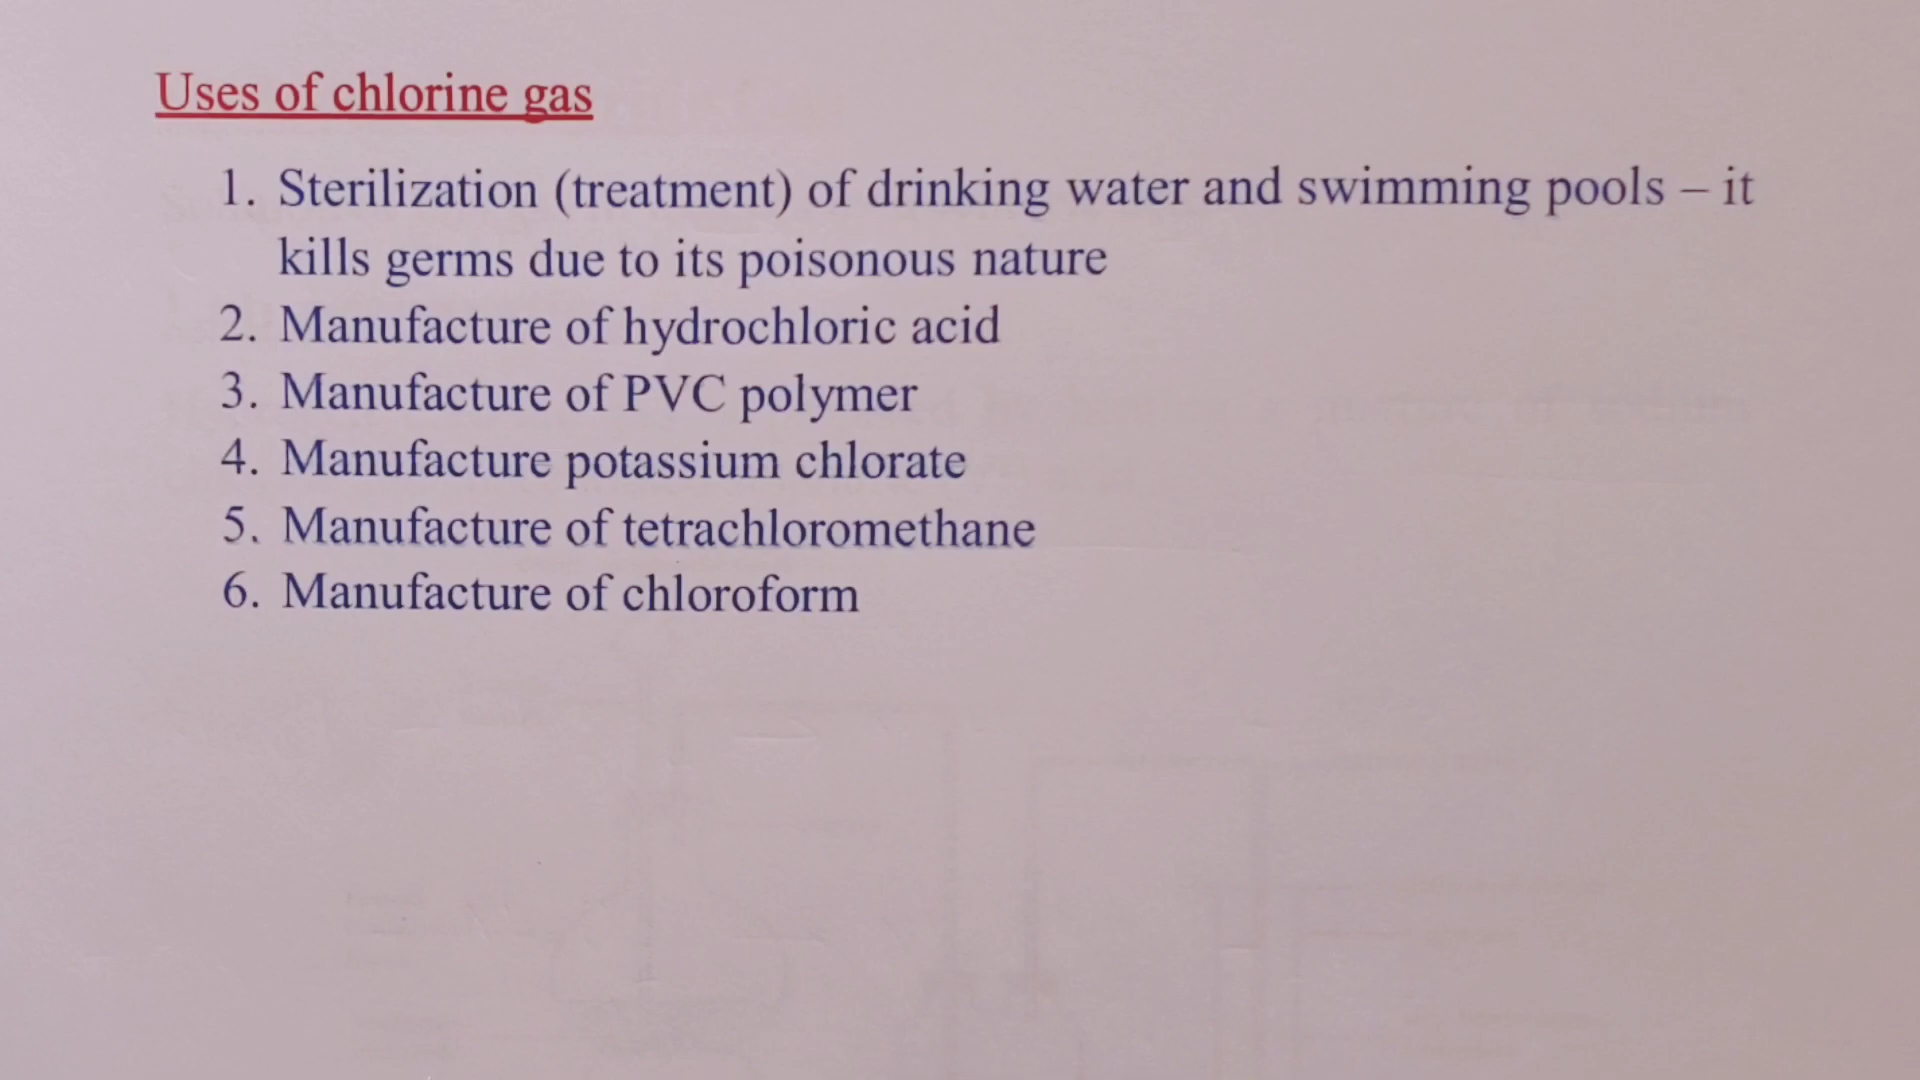 Uses of chlorine gas
1. Sterilization (treatment) of drinking water and swimming pools – it
kills germs due to its poisonous nature
2. Manufacture of hydrochloric acid
3. Manufacture of PVC polymer
4. Manufacture potassium chlorate
5. Manufacture of tetrachloromethane
6. Manufacture of chloroform